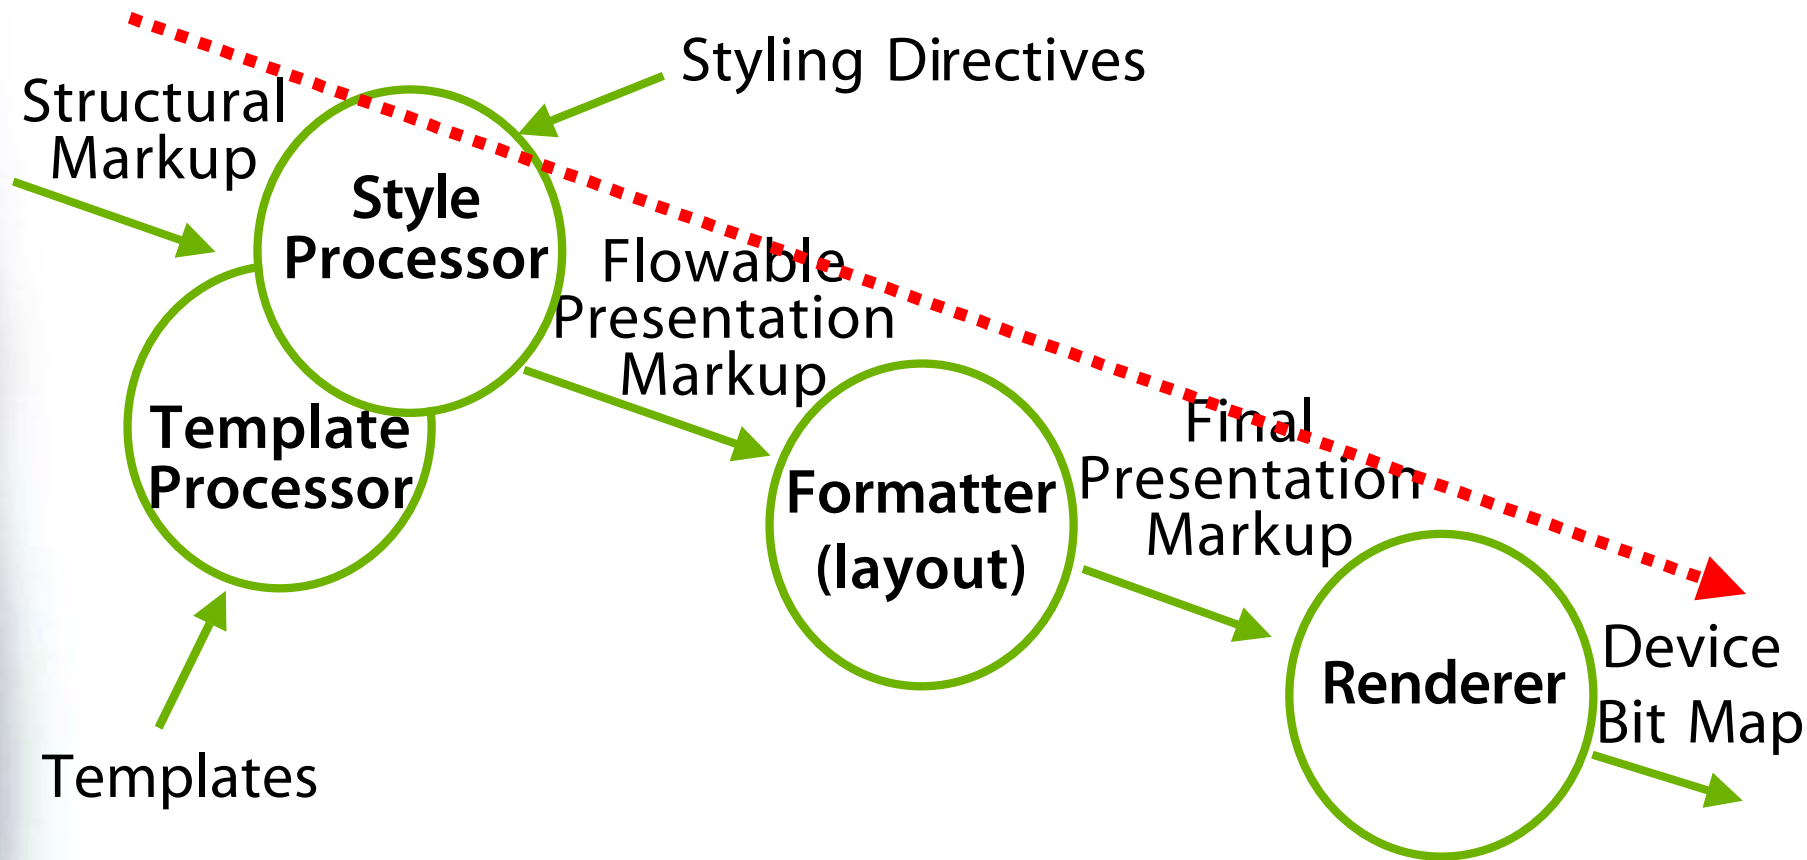 Styling Directives
Structural
Markup
Style
Processor
Flowable
Presentation
Markup
Template
Processor
Final
Presentation
Markup
Formatter
(layout)
Renderer
Device
Bit Map
Templates